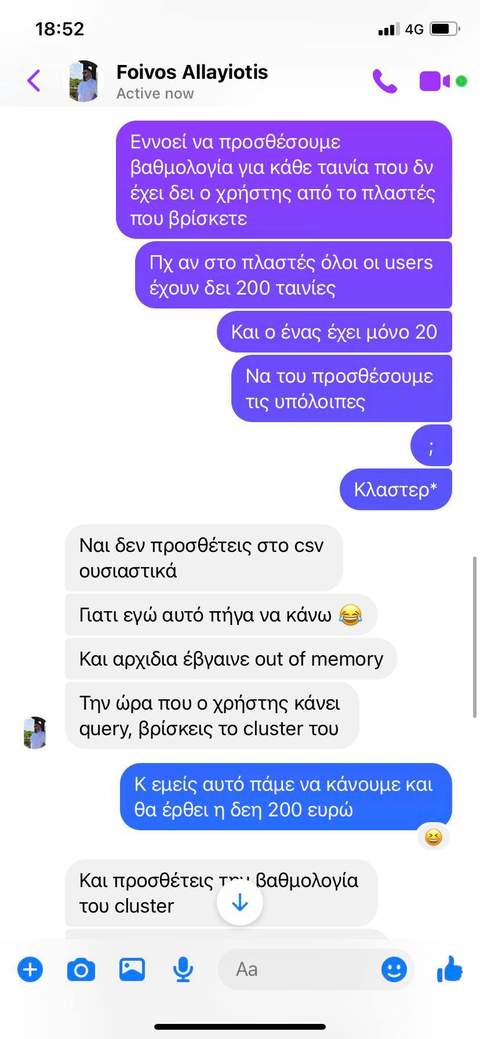 18:52
4G
Foivos Allayiotis
Active now
Εννοεί να προσθέσουμε
βαθμολογία για κάθε ταινία που δν
έχει δει ο χρήστης από το πλαστές
που βρίσκετε
Πχ αν στο πλαστές όλοι οι users
έχουν δει 200 ταινίες
Και ο ένας έχει μόνο 20
Να του προσθέσουμε
τις υπόλοιπες
;
Κλαστερ*
Ναι δεν προσθέτεις στο csv
ουσιαστικά
Γιατι εγώ αυτό πήγα να κάνω 😂
Και αρχιδια έβγαινε out of memory
Την ώρα που ο χρήστης κάνει
query, βρίσκεις το cluster του
Κ εμείς αυτό πάμε να κάνουμε και
θα έρθει η δεη 200 ευρώ
😆
Και προσθέτεις την βαθμολογία
του cluster
Aa